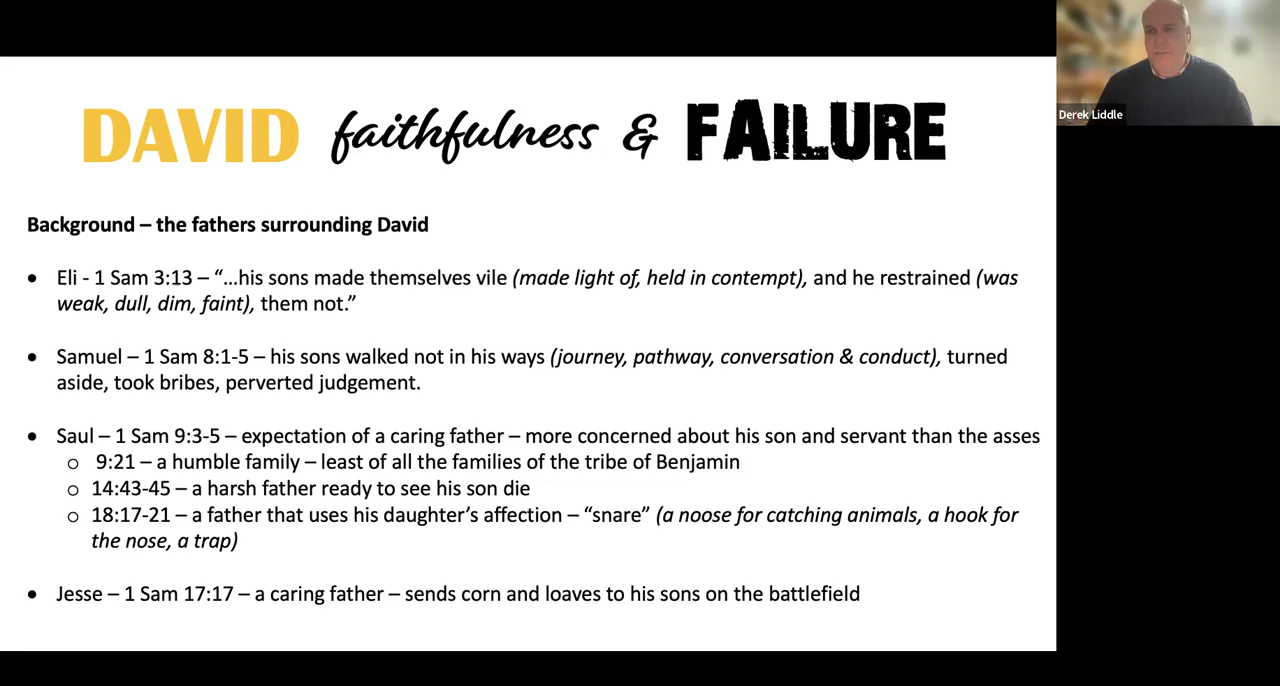 DAVID faithfulness & FAILURE
Derek Liddle
Background – the fathers surrounding David
• Eli - 1 Sam 3:13 – “…his sons made themselves vile (made light of, held in contempt), and he restrained (was
weak, dull, dim, faint), them not.”
• Samuel – 1 Sam 8:1-5 – his sons walked not in his ways (journey, pathway, conversation & conduct), turned
aside, took bribes, perverted judgement.
• Saul – 1 Sam 9:3-5 – expectation of a caring father – more concerned about his son and servant than the asses
o 9:21 – a humble family – least of all the families of the tribe of Benjamin
o 14:43-45 – a harsh father ready to see his son die
o 18:17-21 – a father that uses his daughter’s affection – “snare” (a noose for catching animals, a hook for
the nose, a trap)
• Jesse – 1 Sam 17:17 – a caring father – sends corn and loaves to his sons on the battlefield